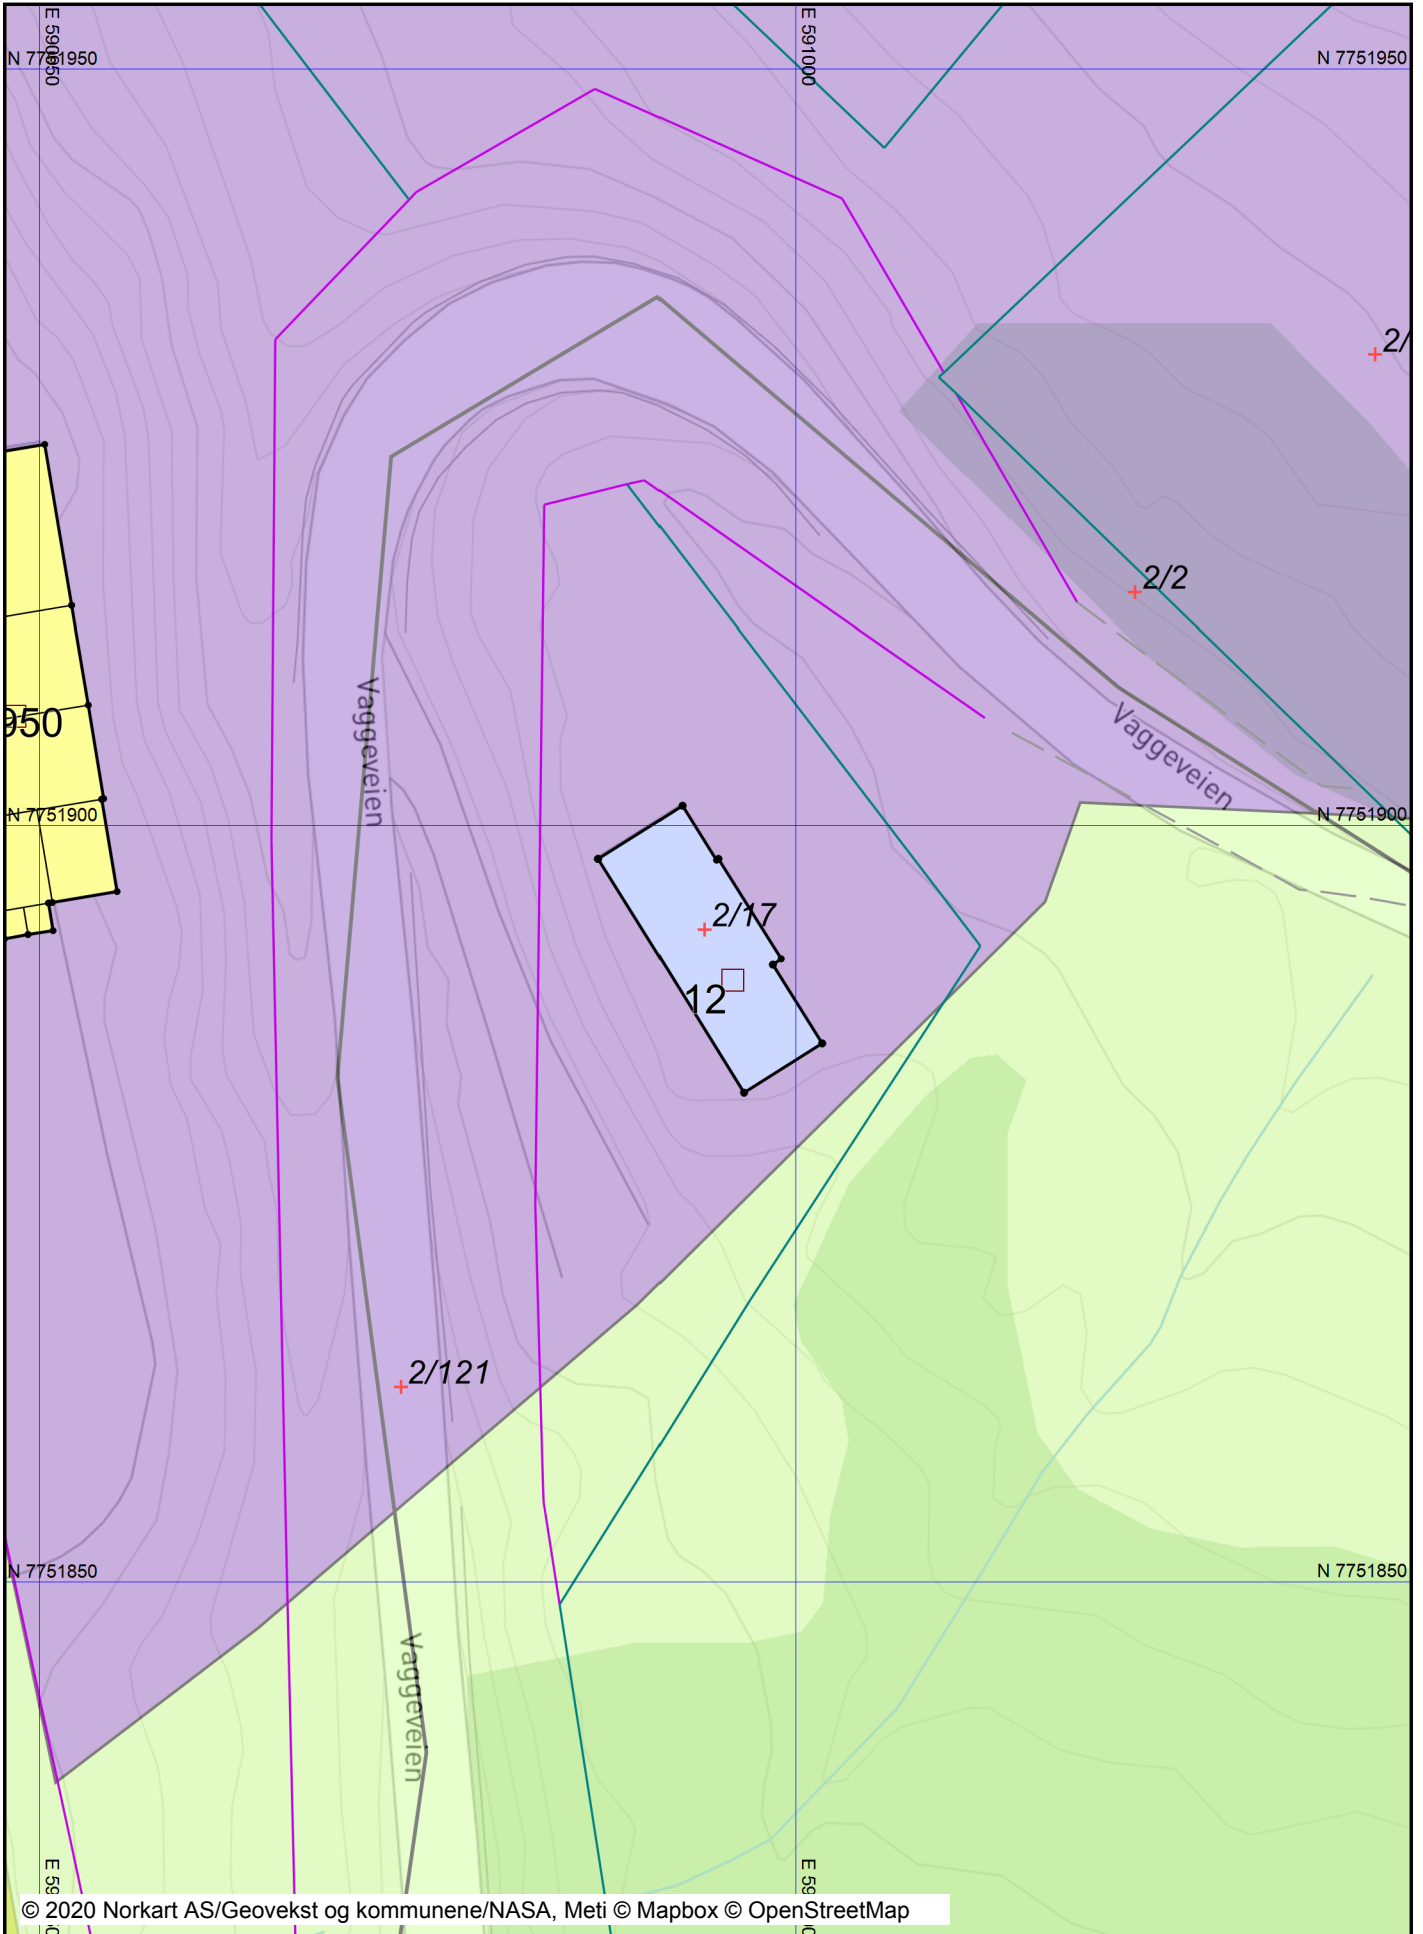 E 590950
E 591000
N 7751950
N 7751950
2/
2/2
Vaggeveien
950
Vaggeveien
N 7751900
N 7751900
2/17
12
2/121
N 7751850
N 7751850
Vaggeveien
© 2020 Norkart AS/Geovekst og kommunene/NASA, Meti © Mapbox © OpenStreetMap